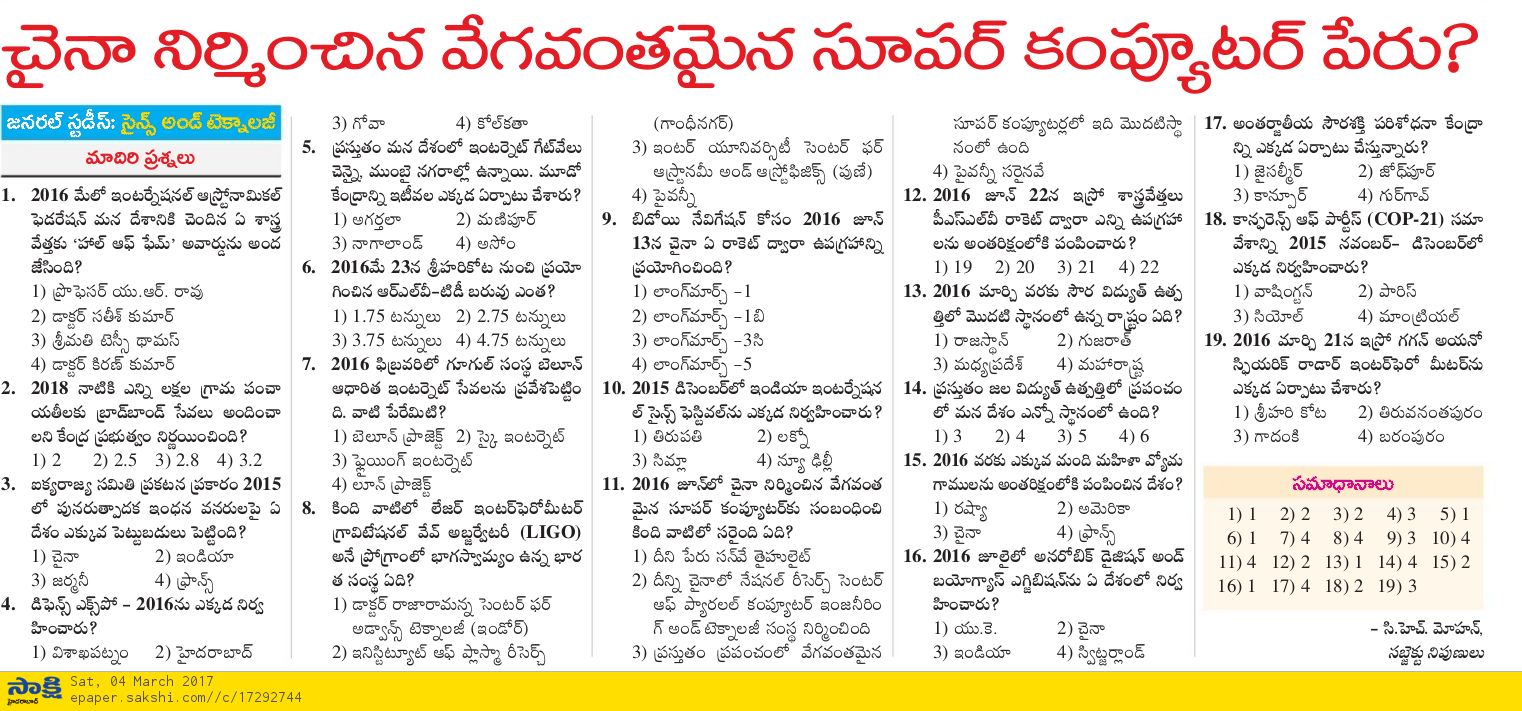 చైనా నిర్మించిన వేగవంతమైన సూపర్ కంప్యూటర్ పేరు?
జనరల్ స్టడీస్: సైన్స్ అండ్ టెక్నాలజీ
మాదిరి ప్రశ్నలు
1. 2016 మేలో ఇంటర్నేషనల్ ఆస్ట్రోనామికల్
ఫెడరేషన్ మన దేశానికి చెందిన ఏ శాస్త్ర
వేత్తకు ‘హాల్ ఆఫ్ ఫేమ్’ అవార్డును అంద
జేసింది?
1) ప్రొఫెసర్ యు.ఆర్. రావు
2) డాక్టర్ సతీశ్ కుమార్
3) శ్రీమతి టెస్సీ థామస్
4) డాక్టర్ కిరణ్ కుమార్
2. 2018 నాటికి ఎన్ని లక్షల గ్రామ పంచా
యతీలకు బ్రాడ్‌బాండ్ సేవలు అందించా
లని కేంద్ర ప్రభుత్వం నిర్ణయించింది?
1) 2 2) 2.5 3) 2.8 4) 3.2
3. ఐక్యరాజ్య సమితి ప్రకటన ప్రకారం 2015
లో పునరుత్పాదక ఇంధన వనరులపై ఏ
దేశం ఎక్కువ పెట్టుబదులు పెట్టింది?
1) చైనా 2) ఇండియా
3) జర్మనీ 4) ఫ్రాన్స్
4. డిఫెన్స్ ఎక్స్‌పో – 2016ను ఎక్కడ నిర్వ
హించారు?
1) విశాఖపట్నం 2) హైదరాబాద్
3) గోవా 4) కోల్‌కతా
5. ప్రస్తుతం మన దేశంలో ఇంటర్నెట్ గేట్‌వేలు
చెన్నై, ముంబై నగరాల్లో ఉన్నాయి. మూడో
కేంద్రాన్ని ఇటీవల ఎక్కడ ఏర్పాటు చేశారు?
1) అగర్తలా 2) మణిపూర్
3) నాగాలాండ్ 4) అసోం
6. 2016మే 23న శ్రీహరికోట నుంచి ప్రయో
గించిన ఆర్‌ఎల్‌వీ–టిడీ బరువు ఎంత?
1) 1.75 టన్నులు 2) 2.75 టన్నులు
3) 3.75 టన్నులు 4) 4.75 టన్నులు
7. 2016 ఫిబ్రవరిలో గూగుల్ సంస్థ బెలూన్
ఆధారిత ఇంటర్నెట్ సేవలను ప్రవేశపెట్టిం
ది. వాటి పేరేమిటి?
1) బెలూన్ ప్రాజెక్ట్ 2) స్కై ఇంటర్నెట్
3) ఫ్లైయింగ్ ఇంటర్నెట్
4) లూన్ ప్రాజెక్ట్
8. కింది వాటిలో లేజర్ ఇంటర్‌ఫెరోమీటర్
గ్రావిటేషనల్ వేవ్ అబ్జర్వేటరీ (LIGO)
అనే ప్రోగ్రాంలో భాగస్వామ్యం ఉన్న భార
త సంస్థ ఏది?
1) డాక్టర్ రాజారామన్న సెంటర్ ఫర్
అడ్వాన్స్ టెక్నాలజీ (ఇండోర్)
2) ఇనిస్టిట్యూట్ ఆఫ్ ప్లాస్మా రీసెర్చ్
(గాంధీనగర్)
3) ఇంటర్ యూనివర్సిటీ సెంటర్ ఫర్
ఆస్ట్రానమీ అండ్ ఆస్ట్రోఫిజిక్స్ (పుణే)
4) పైవన్నీ
9. బిడోయి నేవిగేషన్ కోసం 2016 జూన్
13న చైనా ఏ రాకెట్ ద్వారా ఉపగ్రహాన్ని
ప్రయోగించింది?
1) లాంగ్‌మార్చ్ –1
2) లాంగ్‌మార్చ్ –1బి
3) లాంగ్‌మార్చ్ –3సి
4) లాంగ్‌మార్చ్ –5
10. 2015 డిసెంబర్‌లో ఇండియా ఇంటర్నేషన
ల్ సైన్స్ ఫెస్టివల్‌ను ఎక్కడ నిర్వహించారు?
1) తిరుపతి 2) లక్నో
3) సిమ్లా 4) న్యూ ఢిల్లీ
11. 2016 జూన్‌లో చైనా నిర్మించిన వేగవంత
మైన సూపర్ కంప్యూటర్‌కు సంబంధించి
కింది వాటిలో సరైంది ఏది?
1) దీని పేరు సన్‌వే తైహులైట్
2) దీన్ని చైనాలో నేషనల్ రీసెర్చ్ సెంటర్
ఆఫ్ ప్యారలల్ కంప్యూటర్ ఇంజనీరిం
గ్ అండ్ టెక్నాలజీ సంస్థ నిర్మించింది
3) ప్రస్తుతం ప్రపంచంలో వేగవంతమైన
సూపర్ కంప్యూటర్లలో ఇది మొదటిస్థా
నంలో ఉంది
4) పైవన్నీ సరైనవే
12. 2016 జూన్ 22న ఇస్రో శాస్త్రవేత్తలు
పీఎస్‌ఎల్‌వీ రాకెట్ ద్వారా ఎన్ని ఉపగ్రహా
లను అంతరిక్షంలోకి పంపించారు?
1) 19 2) 20 3) 21 4) 22
13. 2016 మార్చి వరకు సౌర విద్యుత్ ఉత్ప
త్తిలో మొదటి స్థానంలో ఉన్న రాష్ట్రం ఏది?
1) రాజస్థాన్ 2) గుజరాత్
3) మధ్యప్రదేశ్ 4) మహారాష్ట్ర
14. ప్రస్తుతం జల విద్యుత్ ఉత్పత్తిలో ప్రపంచం
లో మన దేశం ఎన్నో స్థానంలో ఉంది?
1) 3 2) 4 3) 5 4) 6
15. 2016 వరకు ఎక్కువ మంది మహిళా వ్యోమ
గాములను అంతరిక్షంలోకి పంపించిన దేశం?
1) రష్యా 2) అమెరికా
3) చైనా 4) ఫ్రాన్స్
16. 2016 జూలైలో అనరోబిక్ డైజిషన్ అండ్
బయోగ్యాస్ ఎగ్జిబిషన్‌ను ఏ దేశంలో నిర్వ
హించారు?
1) యు.కె. 2) చైనా
3) ఇండియా 4) స్విట్జర్లాండ్
17. అంతర్జాతీయ సౌరశక్తి పరిశోధనా కేంద్రా
న్ని ఎక్కడ ఏర్పాటు చేస్తున్నారు?
1) జైసల్మీర్ 2) జోధ్‌పూర్
3) కాన్పూర్ 4) గుర్‌గావ్
18. కాన్ఫరెన్స్ ఆఫ్ పార్టీస్ (COP-21) సమా
వేశాన్ని 2015 నవంబర్– డిసెంబర్‌లో
ఎక్కడ నిర్వహించారు?
1) వాషింగ్టన్ 2) పారిస్
3) సియోల్ 4) మాంట్రియల్
19. 2016 మార్చి 21న ఇస్రో గగన్ అయనో
స్ఫియరిక్ రాడార్ ఇంటర్‌ఫెరో మీటర్‌ను
ఎక్కడ ఏర్పాటు చేశారు?
1) శ్రీహరి కోట 2) తిరువనంతపురం
3) గాదంకి 4) బరంపురం
సమాధానాలు
1) 1 2) 2 3) 2 4) 3 5) 1
6) 1 7) 4 8) 4 9) 3 10) 4
11) 4 12) 2 13) 1 14) 4 15) 2
16) 1 17) 4 18) 2 19) 3
– సి.హెచ్. మోహన్,
సబ్జెక్టు నిపుణులు
సాక్షి
హైదరాబాద్
Sat, 04 March 2017
epaper.sakshi.com//c/17292744